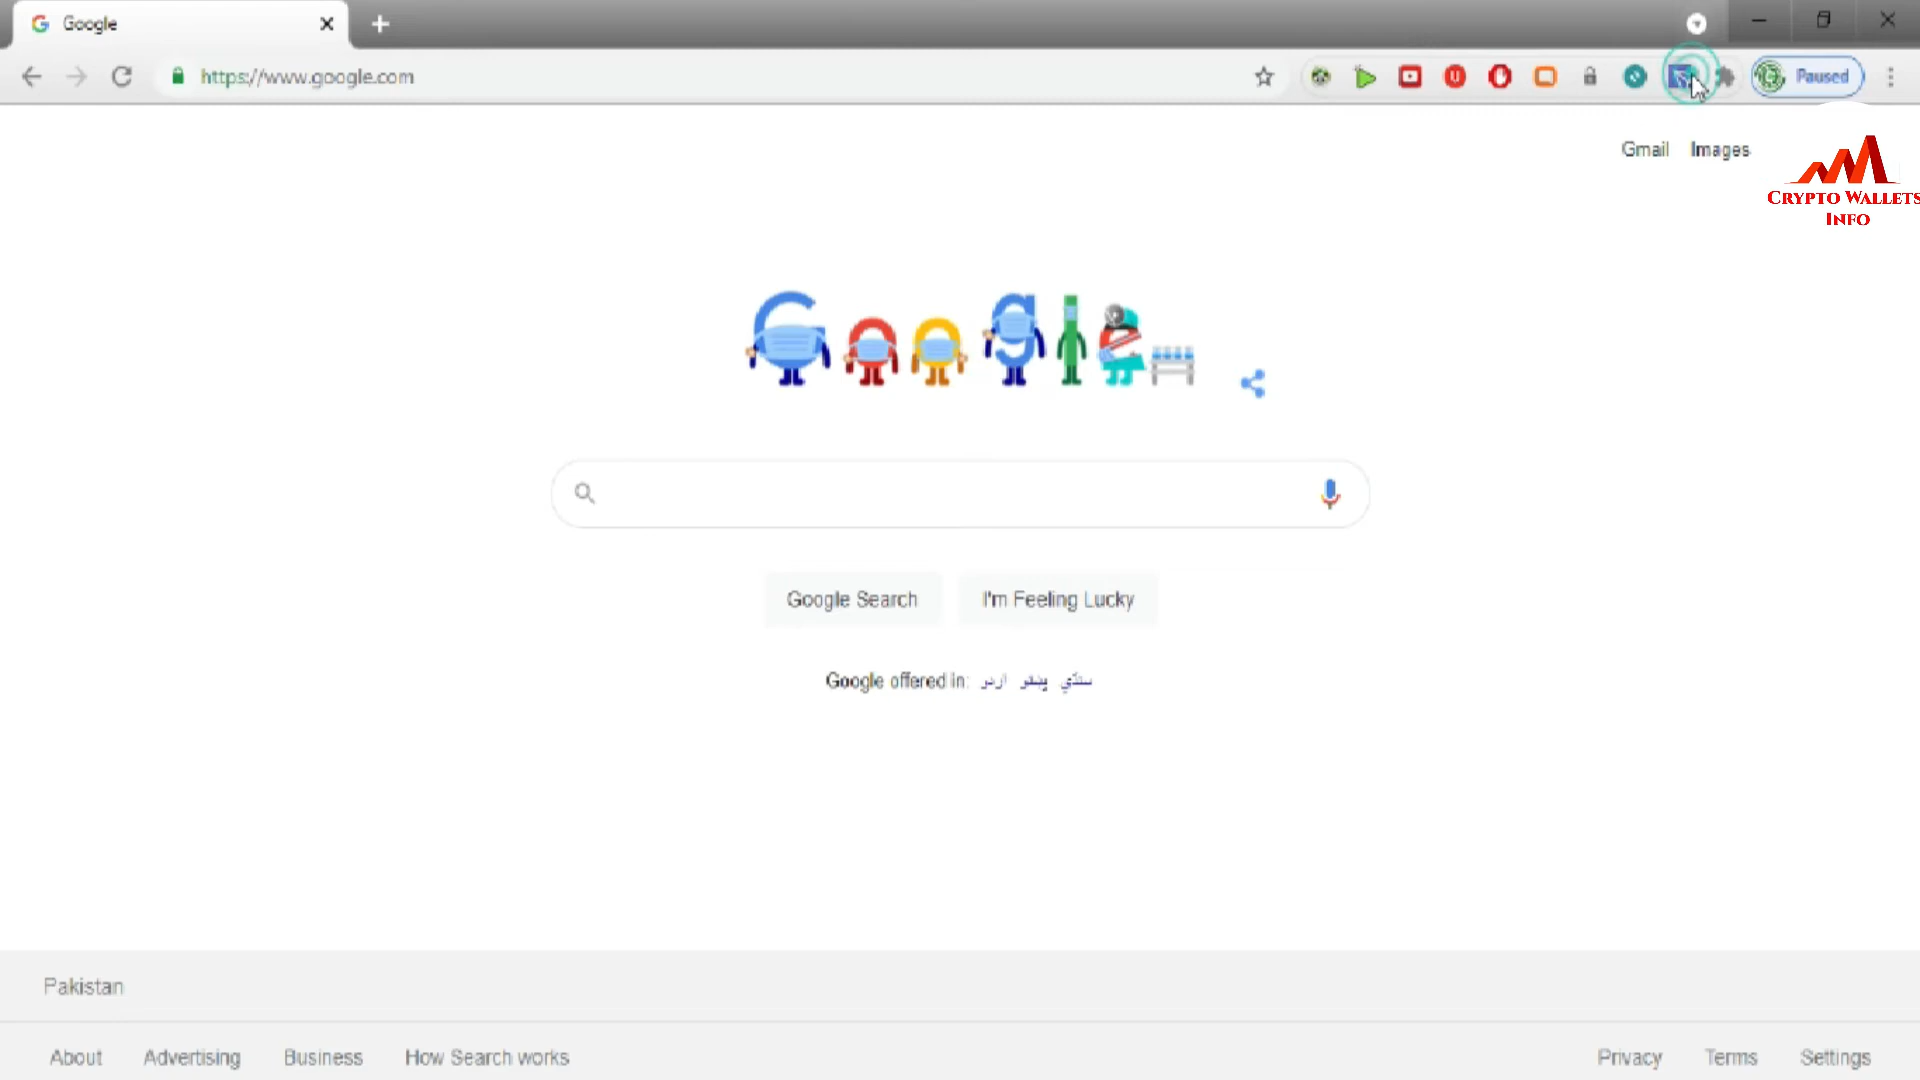 Google
https://www.google.com
Paused
Gmail Images
CRYPTO WALLETS
INFO
Google
Google Search I'm Feeling Lucky
Google offered in: اردو پښتو سنڌي
Pakistan
About Advertising Business How Search works Privacy Terms Settings